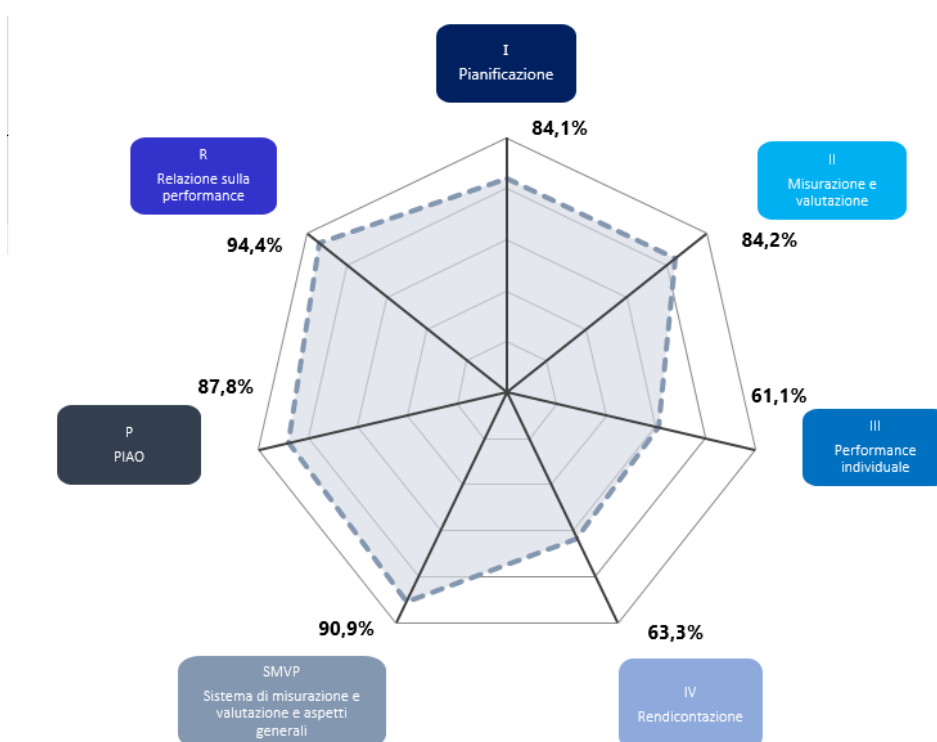 I
Pianificazione
84,1%
R
Relazione sulla
performance
94,4%
II
Misurazione e
valutazione
84,2%
87,8%
61,1%
P
PIAO
III
Performance
individuale
90,9%
63,3%
SMVP
Sistema di misurazione e
valutazione e aspetti
generali
IV
Rendicontazione